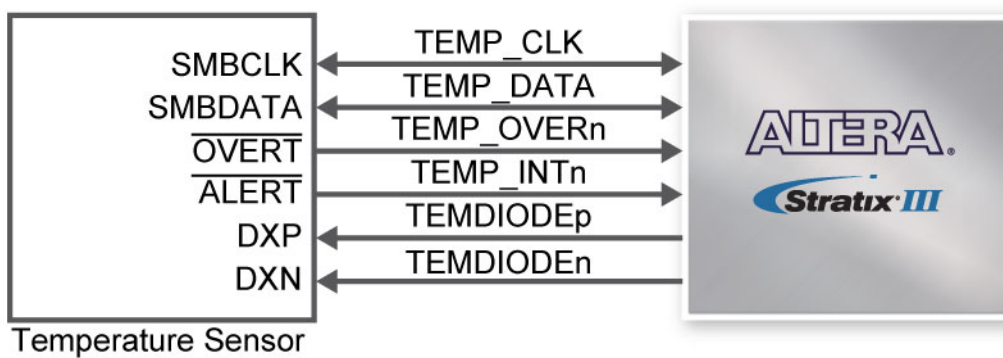 SMBCLK
TEMP_CLK
SMBDATA
TEMP_DATA
OVERT
TEMP_OVERn
ALERT
TEMP_INTn
DXP
TEMDIODEp
DXN
TEMDIODEn
ALTERA.
Stratix III
Temperature Sensor